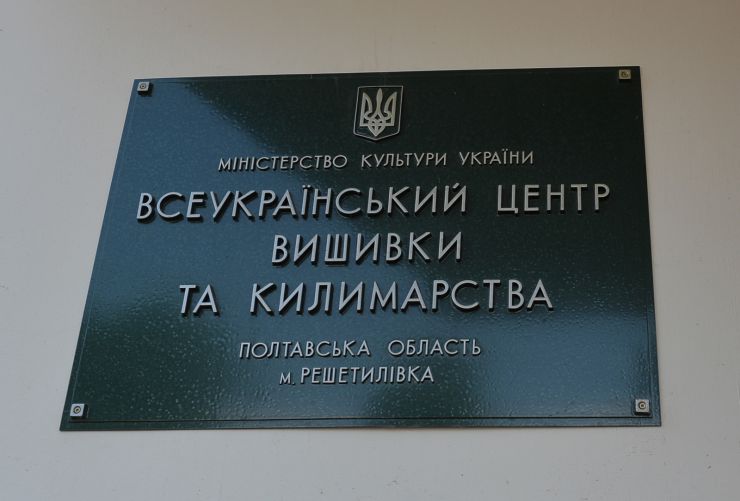 МІНІСТЕРСТВО КУЛЬТУРИ УКРАЇНИ
ВСЕУКРАЇНСЬКИЙ ЦЕНТР
ВИШИВКИ
ТА КИЛИМАРСТВА
ПОЛТАВСЬКА ОБЛАСТЬ
м. РЕШЕТИЛІВКА